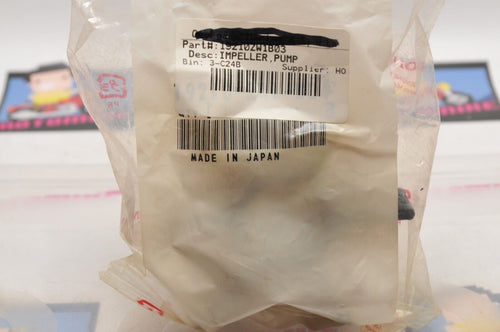 Part#:19210ZW1B03
Desc:IMPELLER,PUMP
Bin: 3-C24B Supplier: HO
MADE IN JAPAN